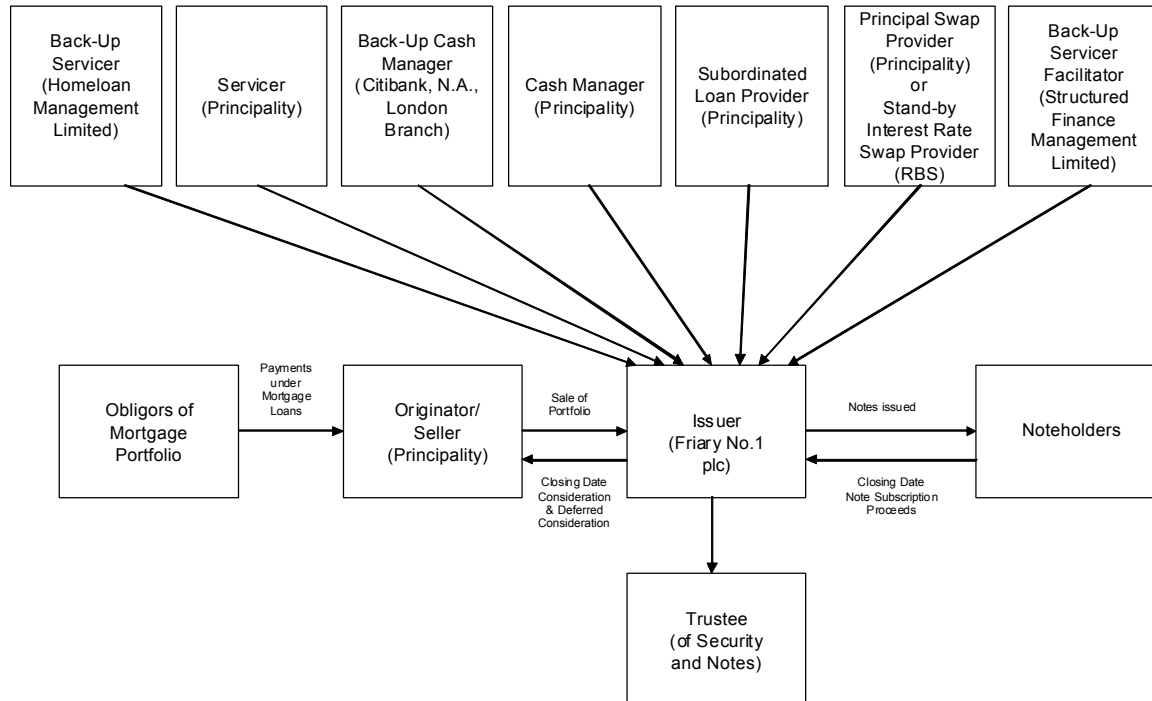 Back-Up
Servicer
(Homeloan
Management
Limited)
Servicer
(Principality)
Back-Up Cash
Manager
(Citibank, N.A.,
London
Branch)
Cash Manager
(Principality)
Subordinated
Loan Provider
(Principality)
Principal Swap
Provider
(Principality)
or
Stand-by
Interest Rate
Swap Provider
(RBS)
Back-Up
Servicer
Facilitator
(Structured
Finance
Management
Limited)
Obligors of
Mortgage
Portfolio
Payments
under
Mortgage
Loans
Originator/
Seller
(Principality)
Sale of
Portfolio
Closing Date
Consideration
& Deferred
Consideration
Issuer
(Friary No.1
plc)
Notes issued
Closing Date
Note Subscription
Proceeds
Noteholders
Trustee
(of Security
and Notes)